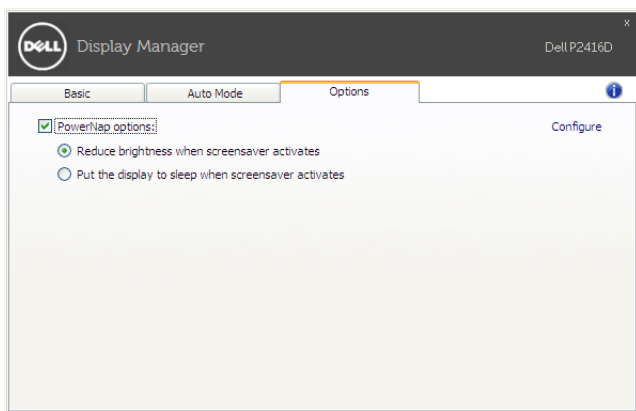 x
DELL Display Manager Dell P2416D
Basic Auto Mode Options i
PowerNap options: Configure
Reduce brightness when screensaver activates
Put the display to sleep when screensaver activates